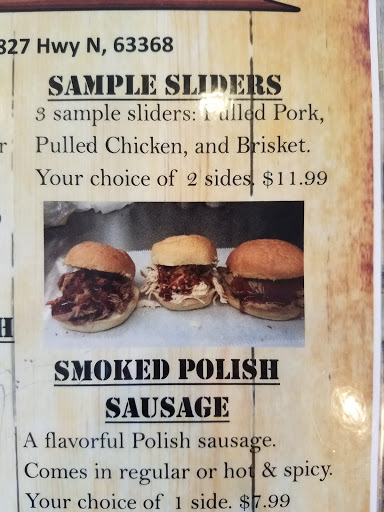 827 Hwy N, 63368
SAMPLE SLIDERS
3 sample sliders: Pulled Pork,
Pulled Chicken, and Brisket.
Your choice of 2 sides. $11.99
SMOKED POLISH
SAUSAGE
A flavorful Polish sausage.
Comes in regular or hot & spicy.
Your choice of 1 side. $7.99